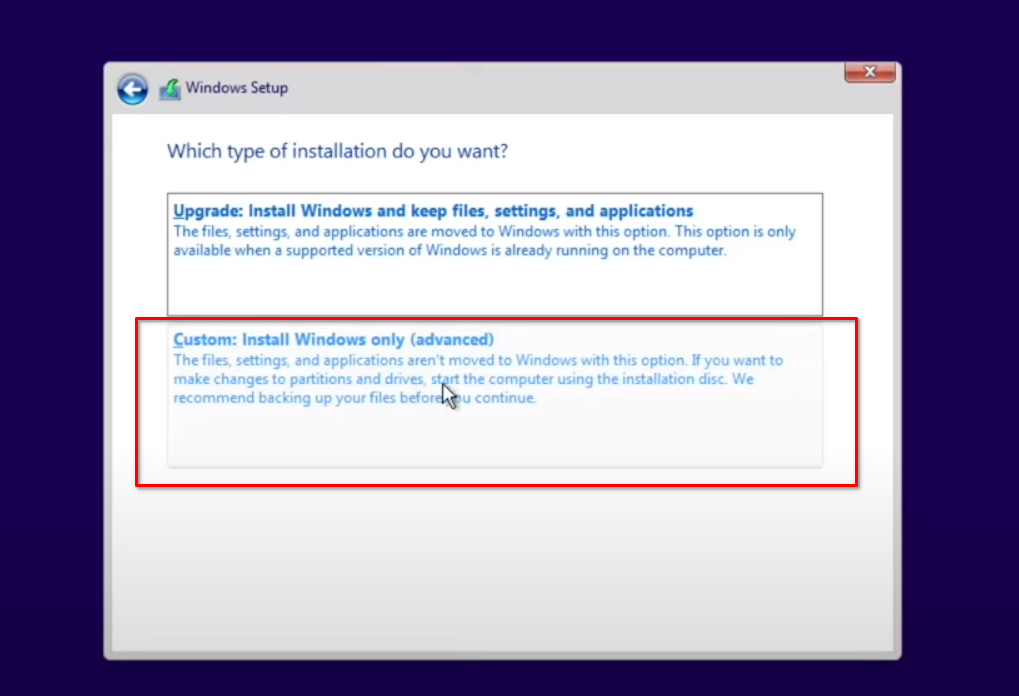 Windows Setup
Which type of installation do you want?
Upgrade: Install Windows and keep files, settings, and applications
The files, settings, and applications are moved to Windows with this option. This option is only
available when a supported version of Windows is already running on the computer.
Custom: Install Windows only (advanced)
The files, settings, and applications aren't moved to Windows with this option. If you want to
make changes to partitions and drives, start the computer using the installation disc. We
recommend backing up your files before you continue.